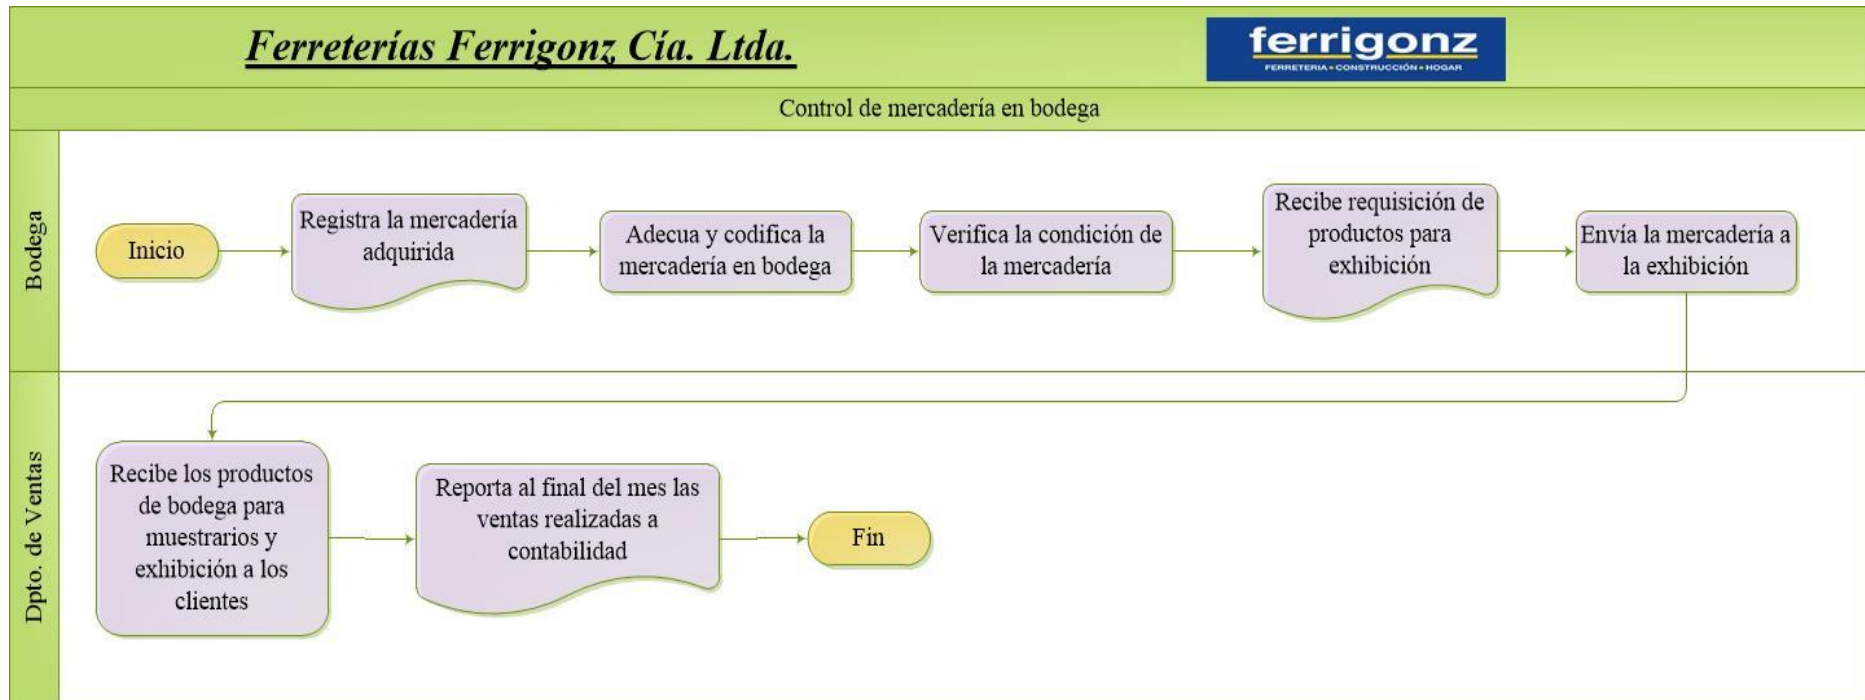 Ferreterías Ferrigonz Cía. Ltda.
ferrigonz
FERRETERIA • CONSTRUCCIÓN • HOGAR
Control de mercadería en bodega
Bodega
Inicio
Registra la mercadería
adquirida
Adecua y codifica la
mercadería en bodega
Verifica la condición de
la mercadería
Recibe requisición de
productos para
exhibición
Envía la mercadería a
la exhibición
Dpto. de Ventas
Recibe los productos
de bodega para
muestrarios y
exhibición a los
clientes
Reporta al final del mes las
ventas realizadas a
contabilidad
Fin